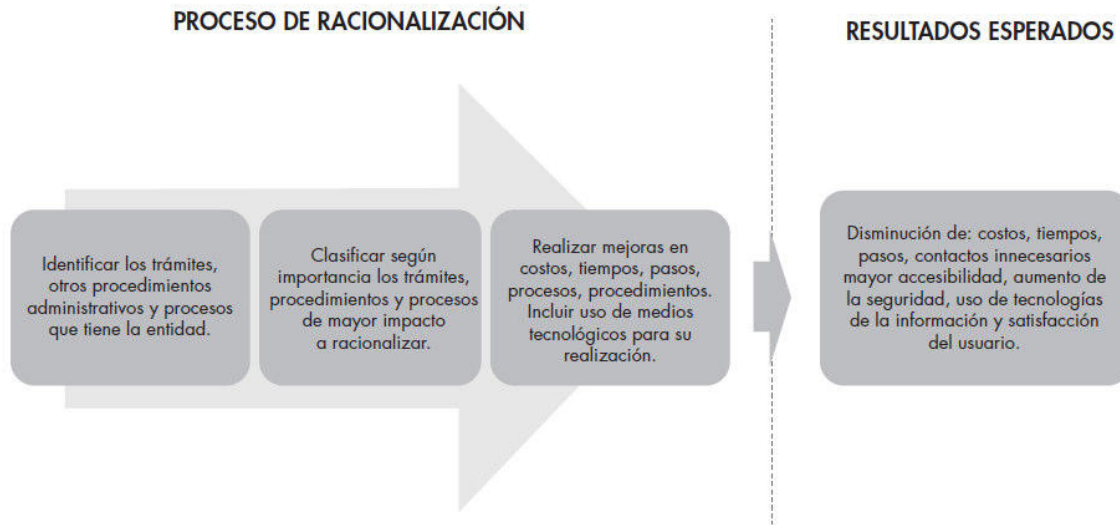 PROCESO DE RACIONALIZACIÓN
RESULTADOS ESPERADOS
Identificar los trámites,
otros procedimientos
administrativos y procesos
que tiene la entidad.
Clasificar según
importancia los trámites,
procedimientos y procesos
de mayor impacto
a racionalizar.
Realizar mejoras en
costos, tiempos, pasos,
procesos, procedimientos.
Incluir uso de medios
tecnológicos para su
realización.
Disminución de: costos, tiempos,
pasos, contactos innecesarios
mayor accesibilidad, aumento de
la seguridad, uso de tecnologías
de la información y satisfacción
del usuario.